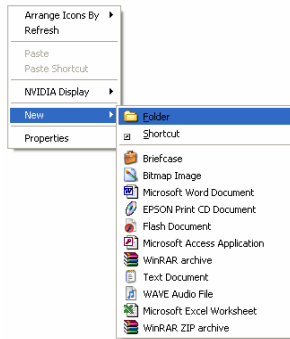 Arrange Icons By
Refresh
Paste
Paste Shortcut
NVIDIA Display
New
Properties
Folder
Shortcut
Briefcase
Bitmap Image
Microsoft Word Document
EPSON Print CD Document
Flash Document
Microsoft Access Application
WinRAR archive
Text Document
WAVE Audio File
Microsoft Excel Worksheet
WinRAR ZIP archive